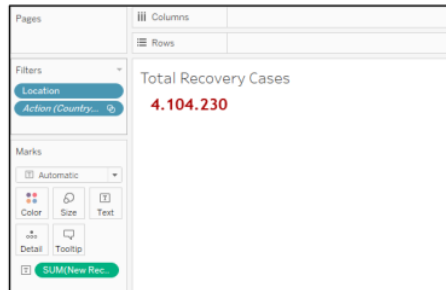 Pages
Columns
Rows
Filters
Location
Action (Country...
Total Recovery Cases
4.104.230
Marks
Automatic
Color Size Text
Detail Tooltip
SUM(New Rec..